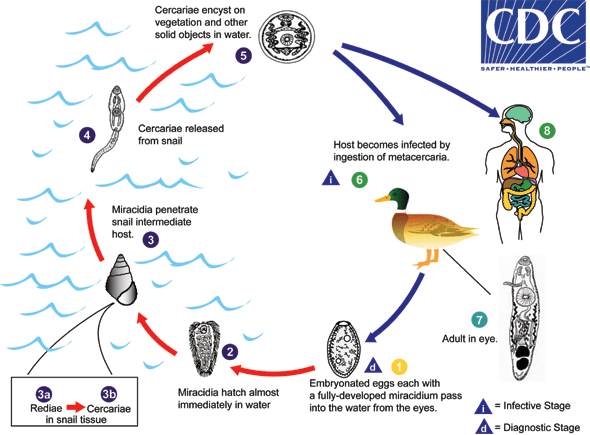 Cercariae encyst on
vegetation and other
solid objects in water.
5
CDC
SAFER • HEALTHIER • PEOPLE™
4
Cercariae released
from snail
8
Host becomes infected by
ingestion of metacercaria.
i
6
Miracidia penetrate
snail intermediate
host.
3
7
Adult in eye.
2
Miracidia hatch almost
immediately in water
d
1
Embryonated eggs each with
a fully-developed miracidium pass
into the water from the eyes.
3a
3b
Rediae
Cercariae
in snail tissue
i = Infective Stage
d = Diagnostic Stage